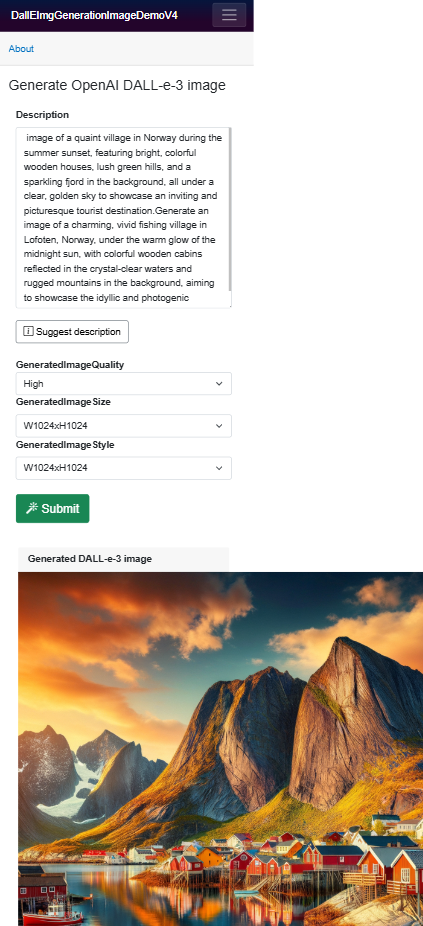 DallEImgGenerationImageDemoV4
About
Generate OpenAI DALL-e-3 image
Description
image of a quaint village in Norway during the
summer sunset, featuring bright, colorful
wooden houses, lush green hills, and a
sparkling fjord in the background, all under a
clear, golden sky to showcase an inviting and
picturesque tourist destination.Generate an
image of a charming, vivid fishing village in
Lofoten, Norway, under the warm glow of the
midnight sun, with colorful wooden cabins
reflected in the crystal-clear waters and
rugged mountains in the background, aiming
to showcase the idyllic and photogenic
Suggest description
GeneratedImageQuality
High
GeneratedImageSize
W1024xH1024
GeneratedImageStyle
W1024xH1024
Submit
Generated DALL-e-3 image